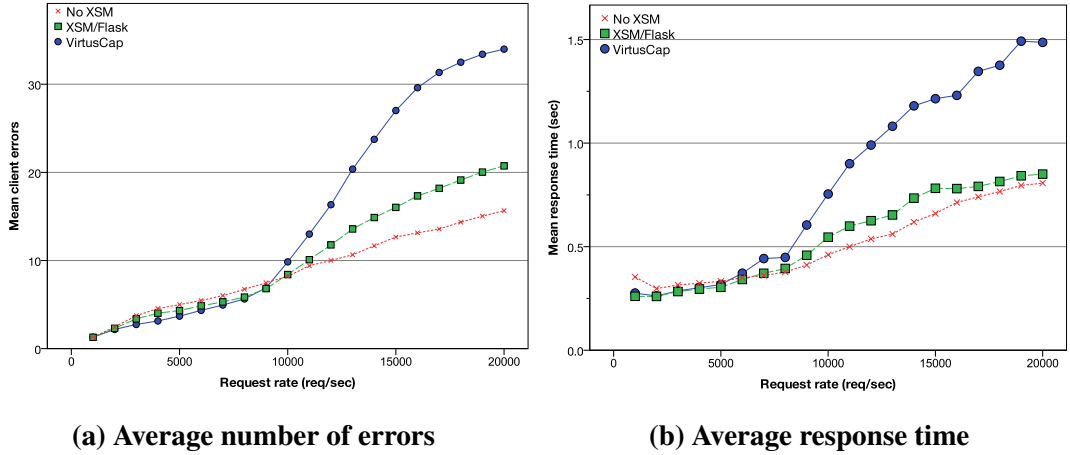 No XSM
XSM/Flask
VirtusCap
Mean client errors
30
20
10
0
0 5000 10000 15000 20000
Request rate (req/sec)
(a) Average number of errors
No XSM
XSM/Flask
VirtusCap
Mean response time (sec)
1.5
1.0
0.5
0.0
0 5000 10000 15000 20000
Request rate (req/sec)
(b) Average response time